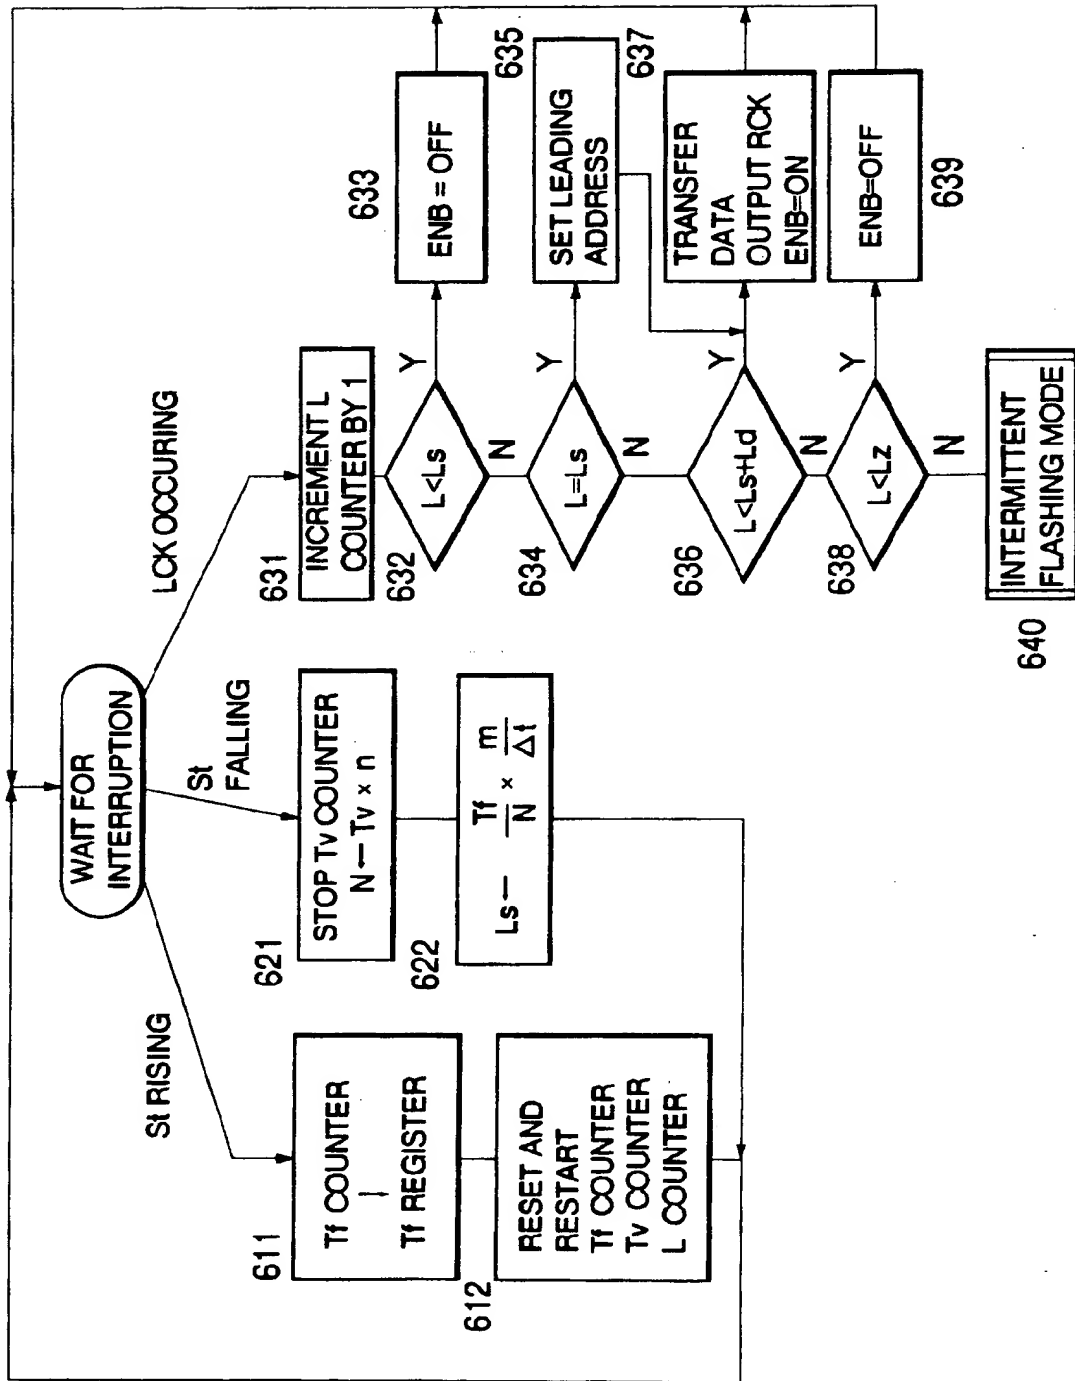 WAIT FOR
INTERRUPTION
St RISING
611
Tf COUNTER
→
Tf REGISTER
612
RESET AND
RESTART
Tf COUNTER
Tv COUNTER
L COUNTER
St
FALLING
621
STOP Tv COUNTER
N ← Tv × n
622
Ls ← Tf/N × m/Δt
LCK OCCURING
631
INCREMENT L
COUNTER BY 1
632
L<Ls
Y
N
633
ENB = OFF
634
L=Ls
Y
N
635
SET LEADING
ADDRESS
636
L<Ls+Ld
Y
N
637
TRANSFER
DATA
OUTPUT RCK
ENB=ON
638
L<Lz
Y
N
639
ENB=OFF
640
INTERMITTENT
FLASHING MODE